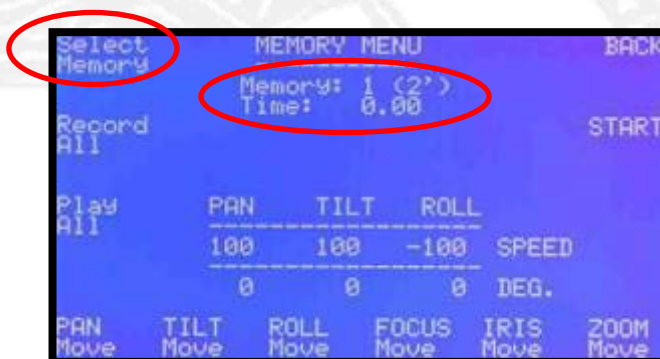 Select MEMORY MENU BACK
Memory
Memory: 1 (2')
Time: 0.00
Record START
All
Play PAN TILT ROLL
All
100 100 -100 SPEED
0 0 0 DEG.
PAN TILT ROLL FOCUS IRIS ZOOM
Move Move Move Move Move Move